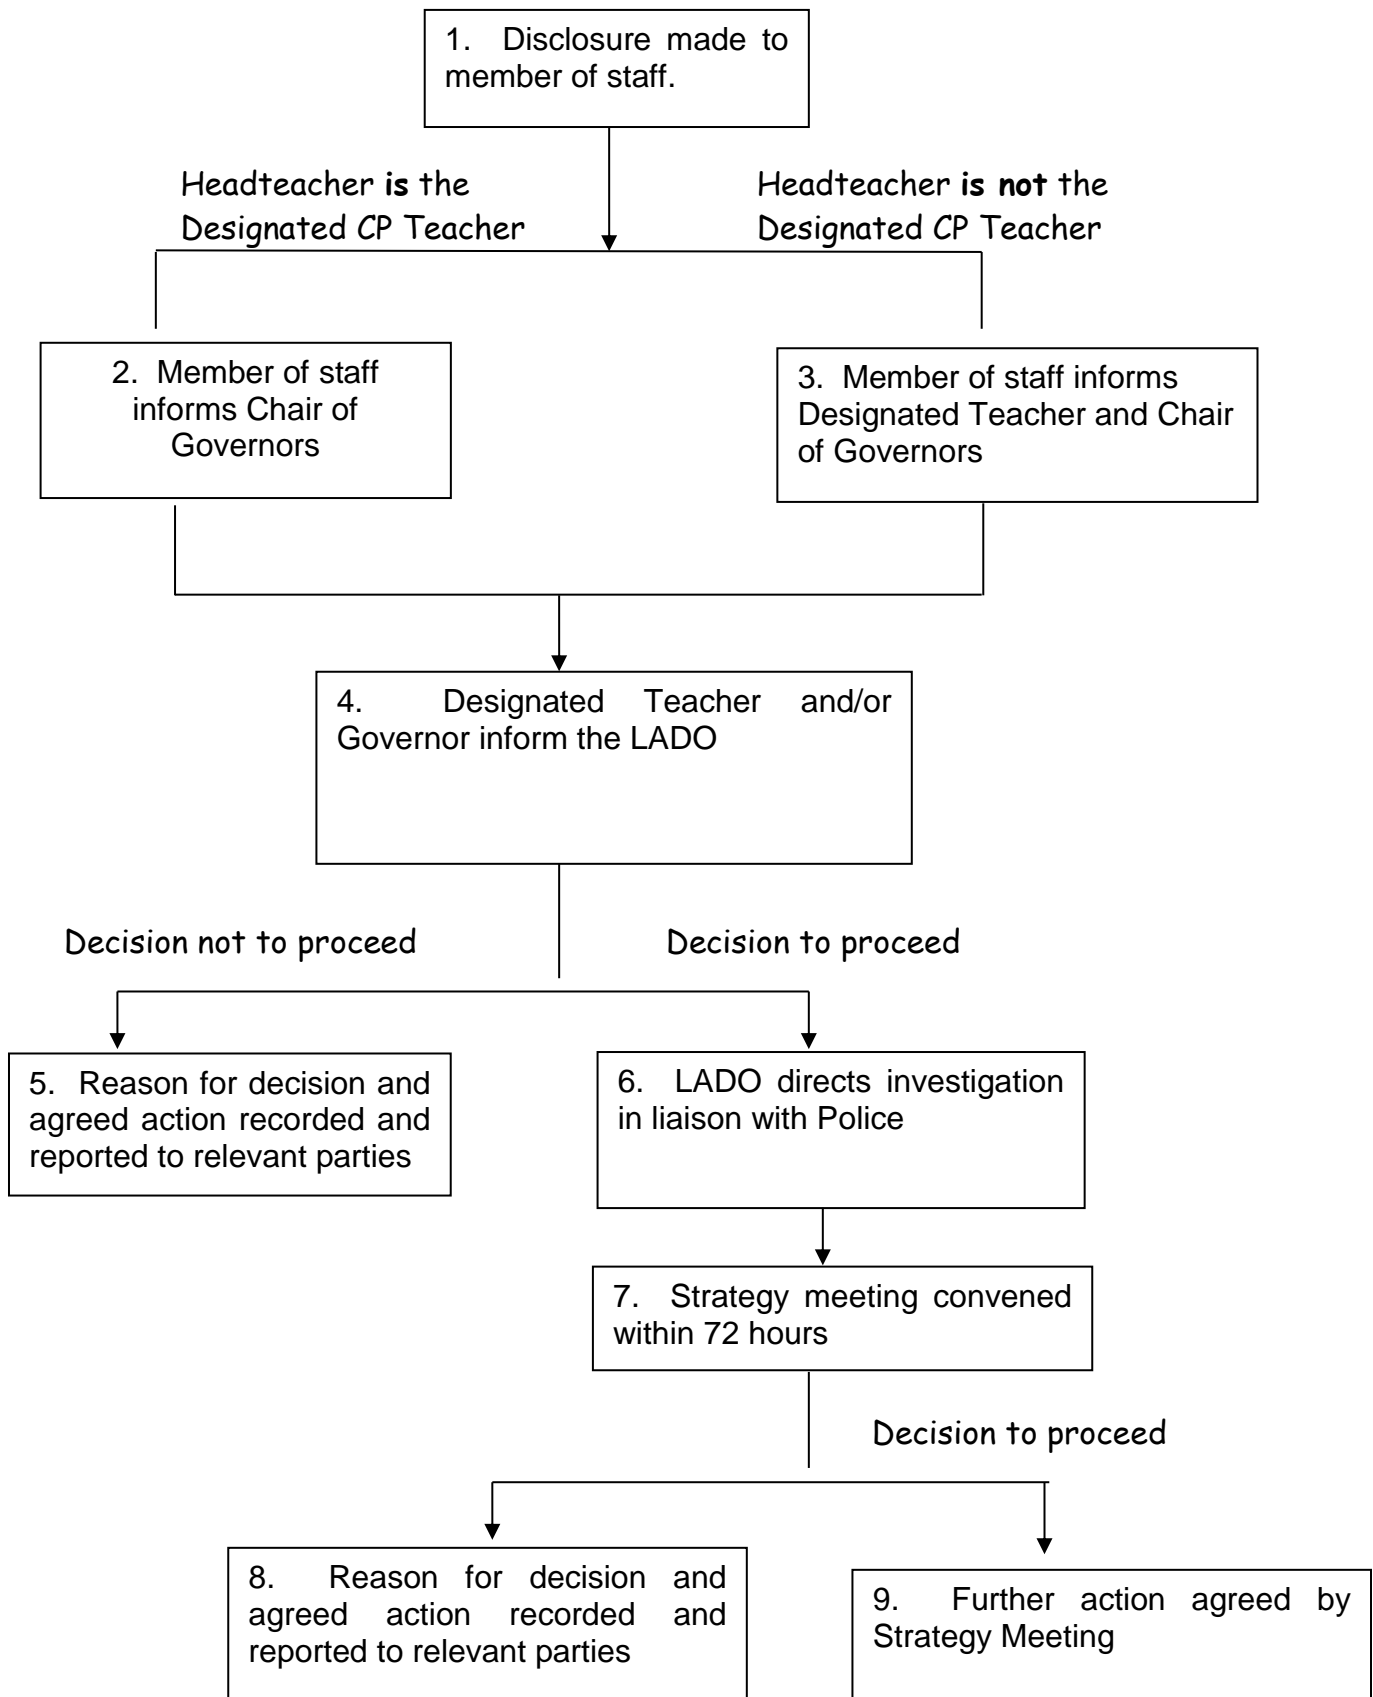 1. Disclosure made to
member of staff.
Headteacher is the
Designated CP Teacher
Headteacher is not the
Designated CP Teacher
2. Member of staff
informs Chair of
Governors
3. Member of staff informs
Designated Teacher and Chair
of Governors
4. Designated Teacher and/or
Governor inform the LADO
Decision not to proceed
Decision to proceed
5. Reason for decision and
agreed action recorded and
reported to relevant parties
6. LADO directs investigation
in liaison with Police
7. Strategy meeting convened
within 72 hours
Decision to proceed
8. Reason for decision and
agreed action recorded and
reported to relevant parties
9. Further action agreed by
Strategy Meeting